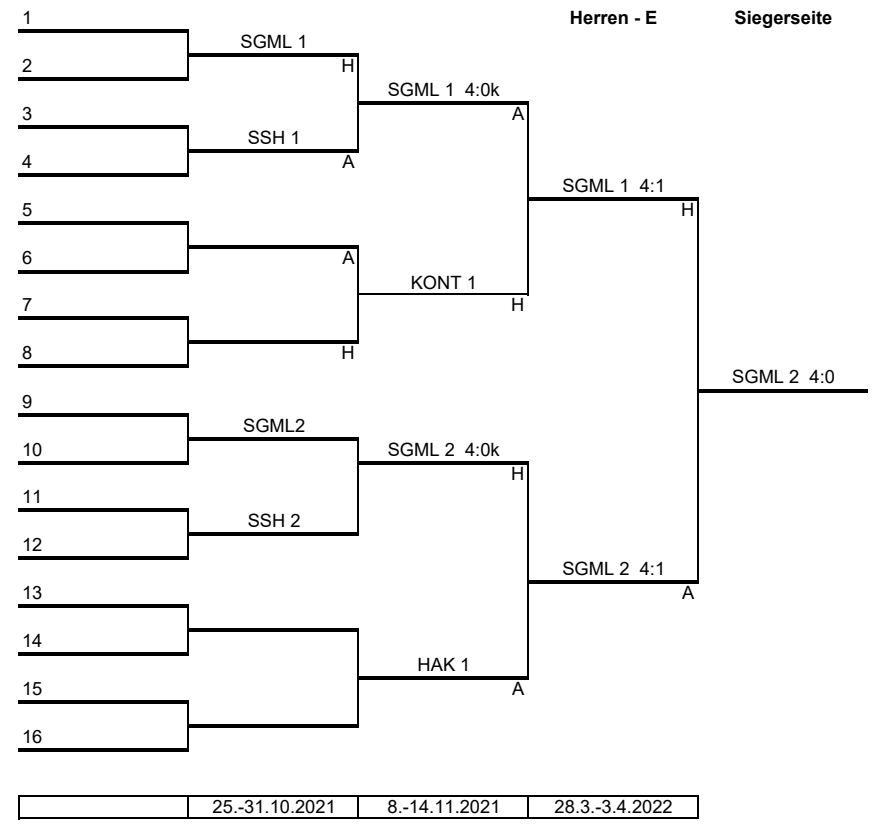 1 Herren - E Siegerseite
SGML 1
2 H
SGML 1 4:0k
3 A
SSH 1
4 A
SGML 1 4:1
5 H
6 A
KONT 1
7 H
8 H
SGML 2 4:0
9
SGML2
10 SGML 2 4:0k
H
11
SSH 2
12
SGML 2 4:1
13 A
14
HAK 1
15 A
16
25.-31.10.2021 8.-14.11.2021 28.3.-3.4.2022